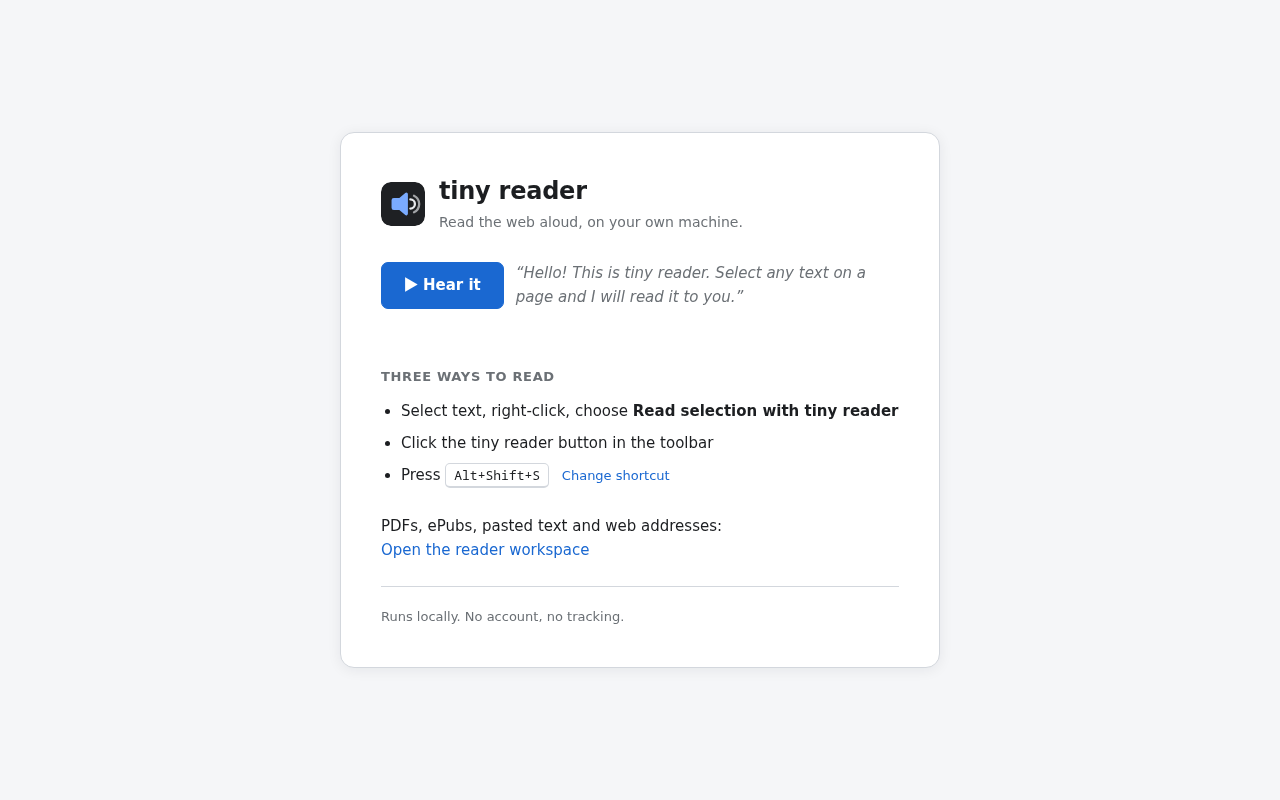 tiny reader
Read the web aloud, on your own machine.
▶ Hear it
“Hello! This is tiny reader. Select any text on a
page and I will read it to you.”
THREE WAYS TO READ
• Select text, right-click, choose Read selection with tiny reader
• Click the tiny reader button in the toolbar
• Press Alt+Shift+S Change shortcut
PDFs, ePubs, pasted text and web addresses:
Open the reader workspace
Runs locally. No account, no tracking.